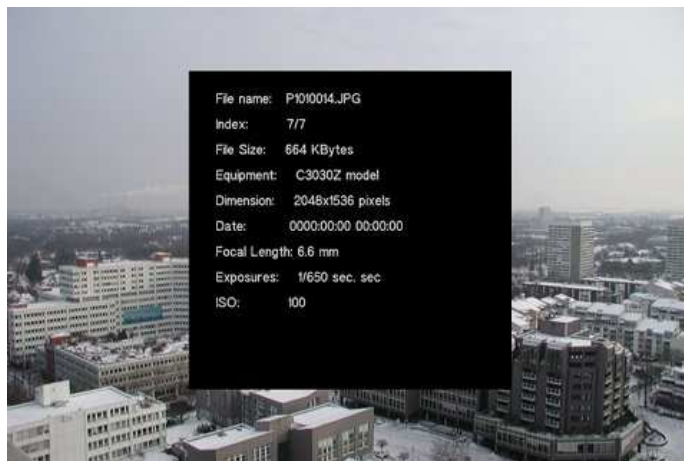 File name: P1010014.JPG
Index: 7/7
File Size: 664 KBytes
Equipment: C3030Z model
Dimension: 2048x1536 pixels
Date: 0000:00:00 00:00:00
Focal Length: 6.6 mm
Exposures: 1/650 sec. sec
ISO: 100